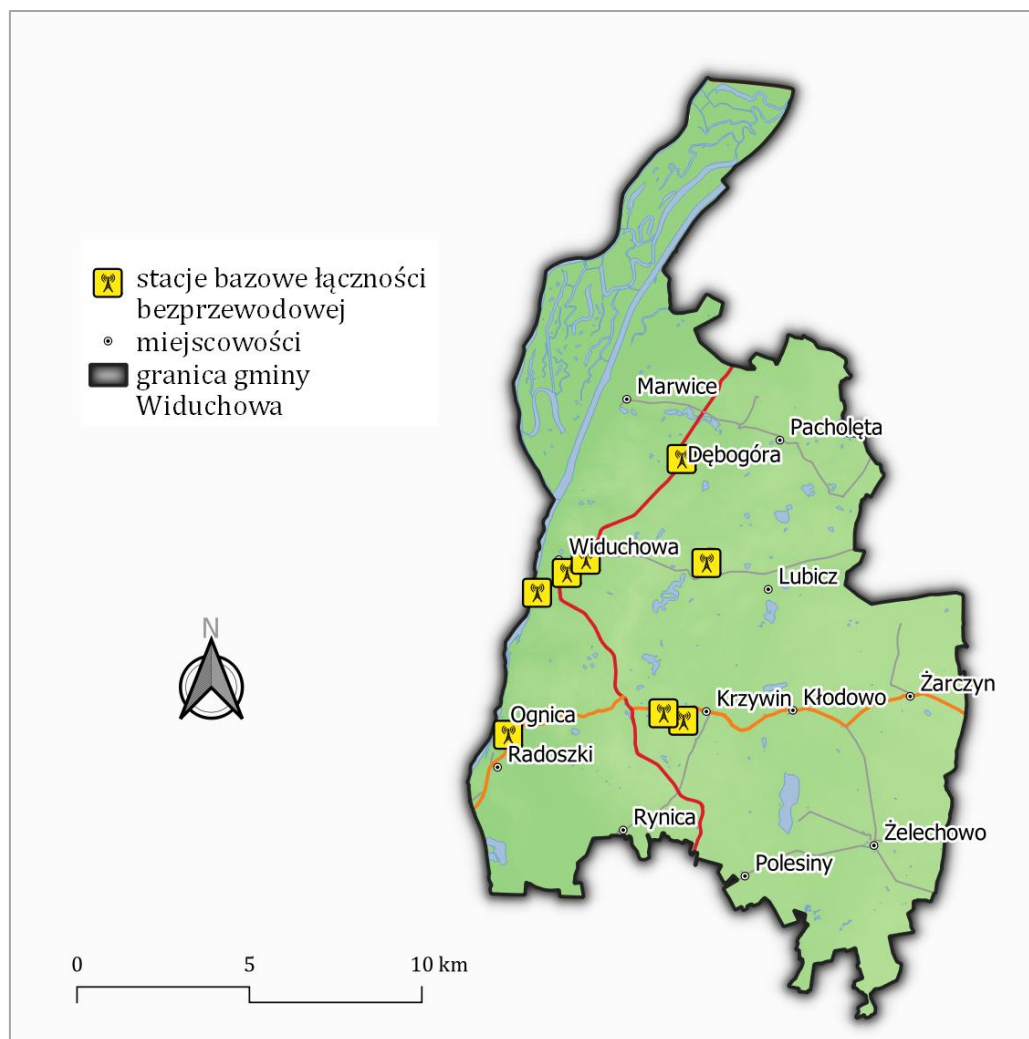 stacje bazowe łączności
bezprzewodowej
miejscowości
granica gminy
Widuchowa
Marwice
Pacholęta
Dębogóra
Widuchowa
Lubicz
N
Żarczyn
Krzywin
Kłodowo
Ognica
Radoszki
Rynica
Żelechowo
Polesiny
0 5 10 km